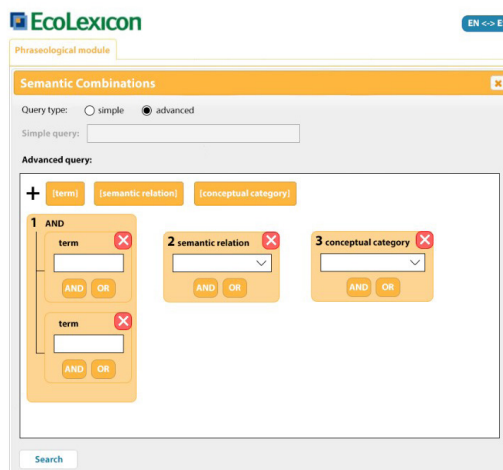 EcoLexicon
EN <-> E
Phraseological module
Semantic Combinations
Query type: simple advanced
Simple query:
Advanced query:
+ [term] [semantic relation] [conceptual category]
1 AND
term
AND OR
term
AND OR
2 semantic relation
AND OR
3 conceptual category
AND OR
Search